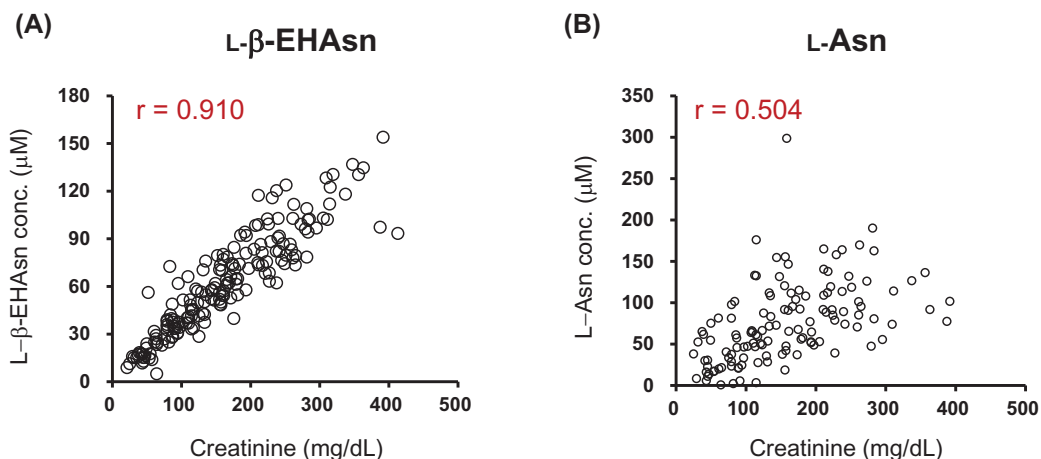 (A)
L-β-EHAsn
r = 0.910
180
150
120
90
60
30
0
L–β-EHAsn conc. (μM)
0 100 200 300 400 500
Creatinine (mg/dL)
(B)
L-Asn
r = 0.504
350
300
250
200
150
100
50
0
L–Asn conc. (μM)
0 100 200 300 400 500
Creatinine (mg/dL)